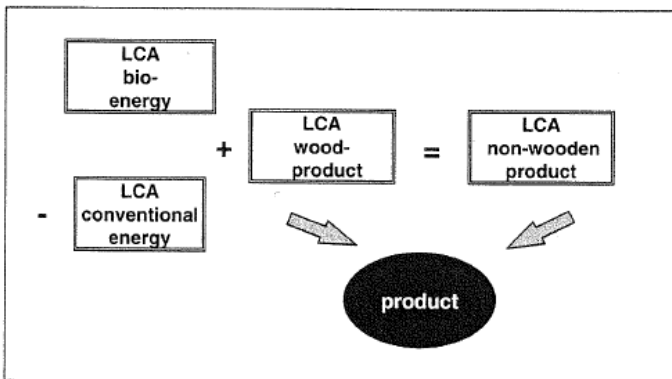 LCA
bio-
energy
+
LCA
wood-
product
=
LCA
non-wooden
product
-
LCA
conventional
energy
product